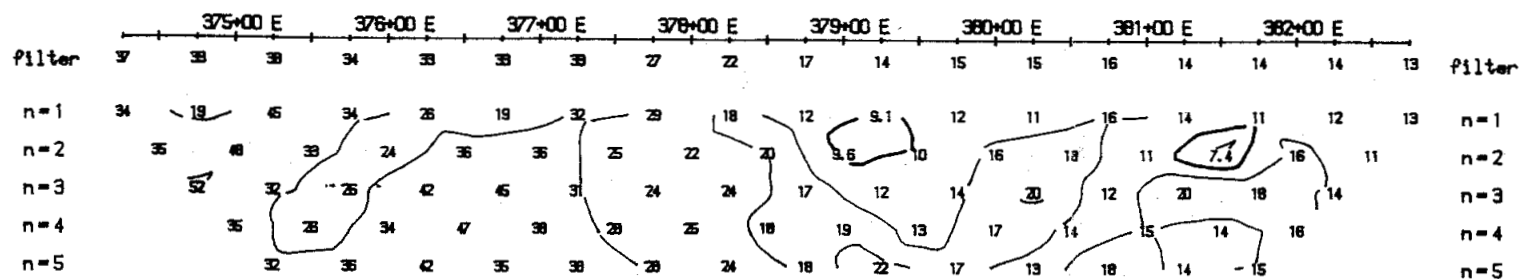 375+00 E 376+00 E 377+00 E 378+00 E 379+00 E 380+00 E 381+00 E 382+00 E
filter 37 38 38 34 33 38 39 27 22 17 14 15 15 16 14 14 14 13 filter
n=1 34 19 45 34 26 19 32 29 18 12 9.1 12 11 16 14 11 12 13 n=1
n=2 35 48 33 24 36 36 25 22 20 9.6 10 16 18 11 7.4 16 11 n=2
n=3 52 32 26 42 45 31 24 24 17 12 14 20 12 20 18 14 n=3
n=4 35 28 34 47 38 28 25 18 19 13 17 14 15 14 16 n=4
n=5 32 36 42 35 38 28 24 18 22 17 13 18 14 15 n=5